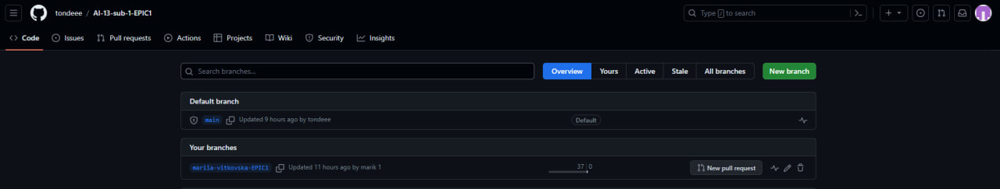 tondeee / AI-13-sub-1-EPIC1
Type / to search
Code Issues Pull requests Actions Projects Wiki Security Insights
Search branches... Overview Yours Active Stale All branches New branch
Default branch
main Updated 9 hours ago by tondeee Default
Your branches
mariia-vitkovska-EPIC1 Updated 11 hours ago by marik 1 37 0 New pull request